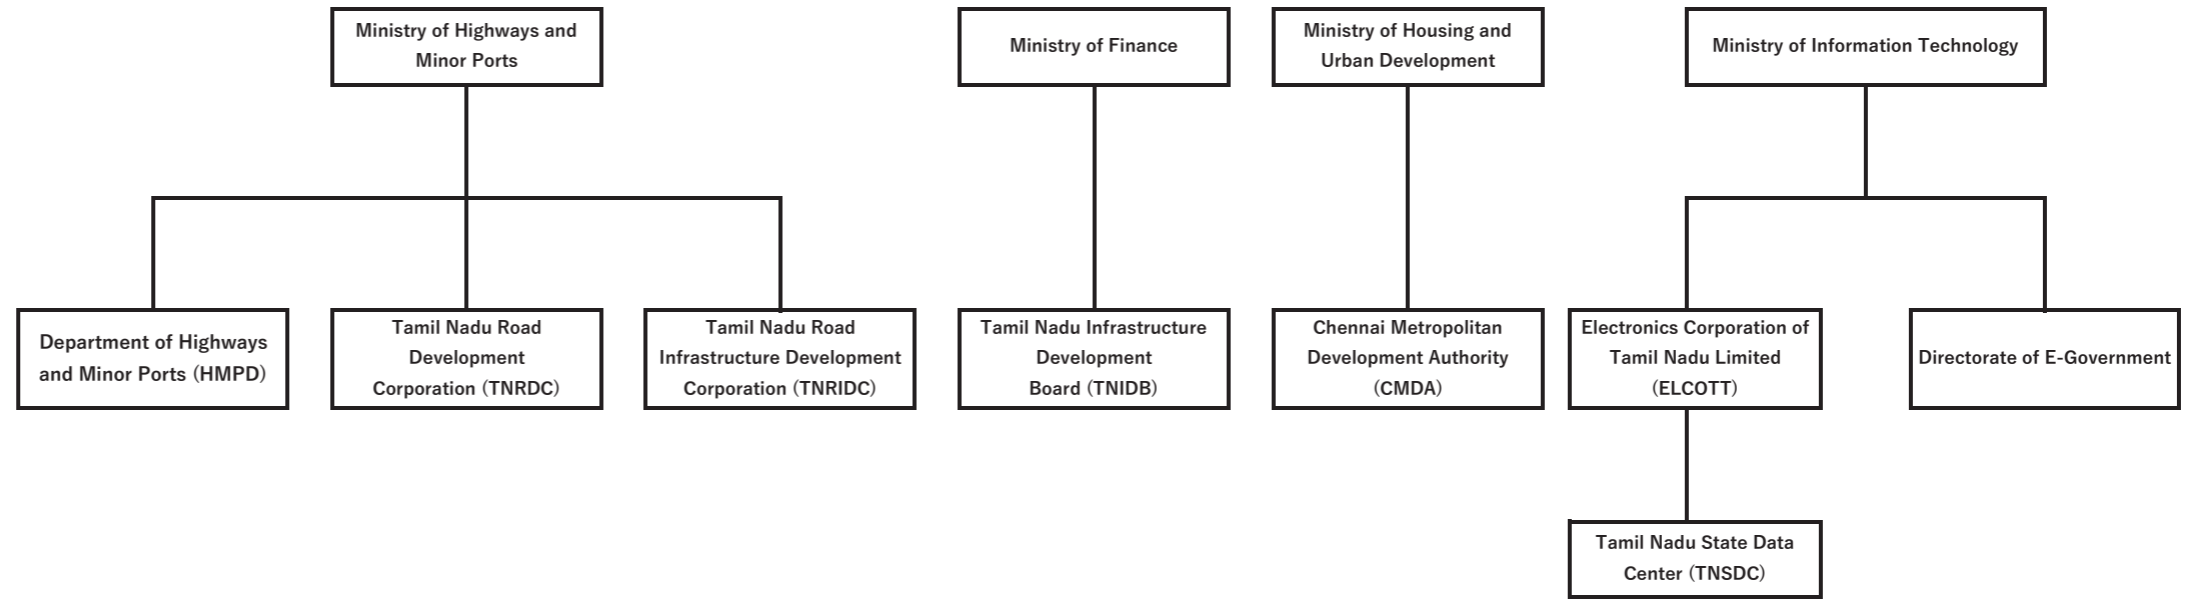 Ministry of Highways and
Minor Ports
Ministry of Finance
Ministry of Housing and
Urban Development
Ministry of Information Technology
Department of Highways
and Minor Ports (HMPD)
Tamil Nadu Road
Development
Corporation (TNRDC)
Tamil Nadu Road
Infrastructure Development
Corporation (TNRIDC)
Tamil Nadu Infrastructure
Development
Board (TNIDB)
Chennai Metropolitan
Development Authority
(CMDA)
Electronics Corporation of
Tamil Nadu Limited
(ELCOTT)
Directorate of E-Government
Tamil Nadu State Data
Center (TNSDC)